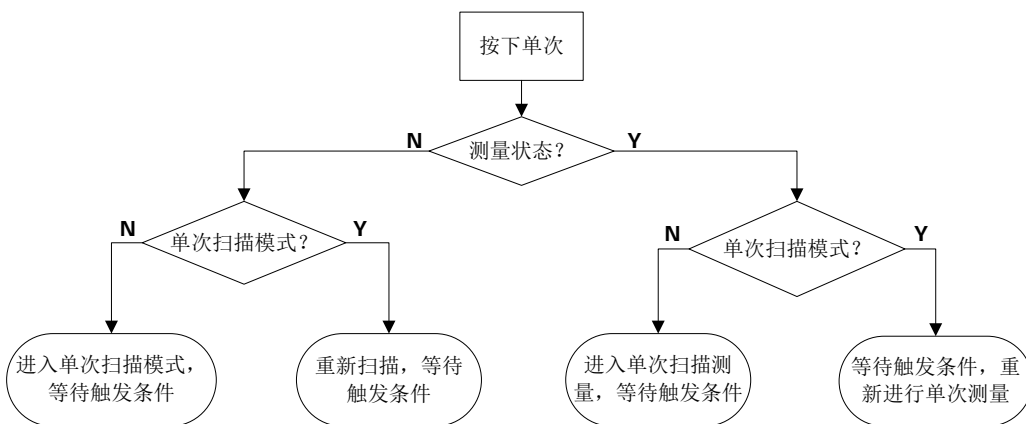 按下单次
N
测量状态？
Y
N
单次扫描模式？
Y
N
单次扫描模式？
Y
进入单次扫描模式，
等待触发条件
重新扫描，等待
触发条件
进入单次扫描测
量，等待触发条件
等待触发条件，重
新进行单次测量